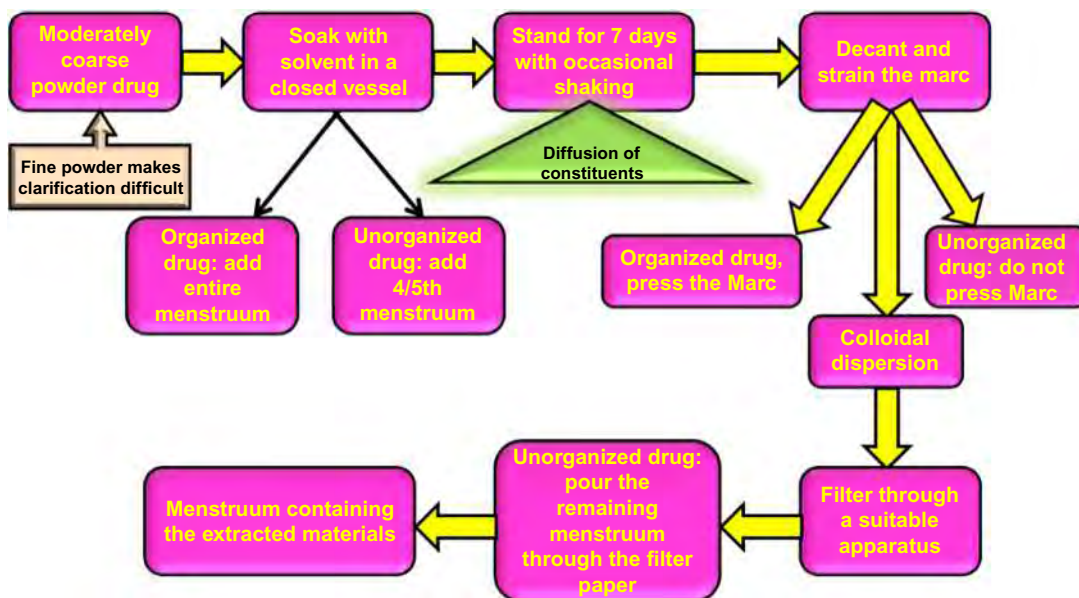 Moderately
coarse
powder drug
Soak with
solvent in a
closed vessel
Stand for 7 days
with occasional
shaking
Decant and
strain the marc
Fine powder makes
clarification difficult
Diffusion of
constituents
Organized
drug: add
entire
menstruum
Unorganized
drug: add
4/5th
menstruum
Organized drug,
press the Marc
Unorganized
drug: do not
press Marc
Colloidal
dispersion
Filter through
a suitable
apparatus
Unorganized drug:
pour the
remaining
menstruum
through the filter
paper
Menstruum containing
the extracted materials